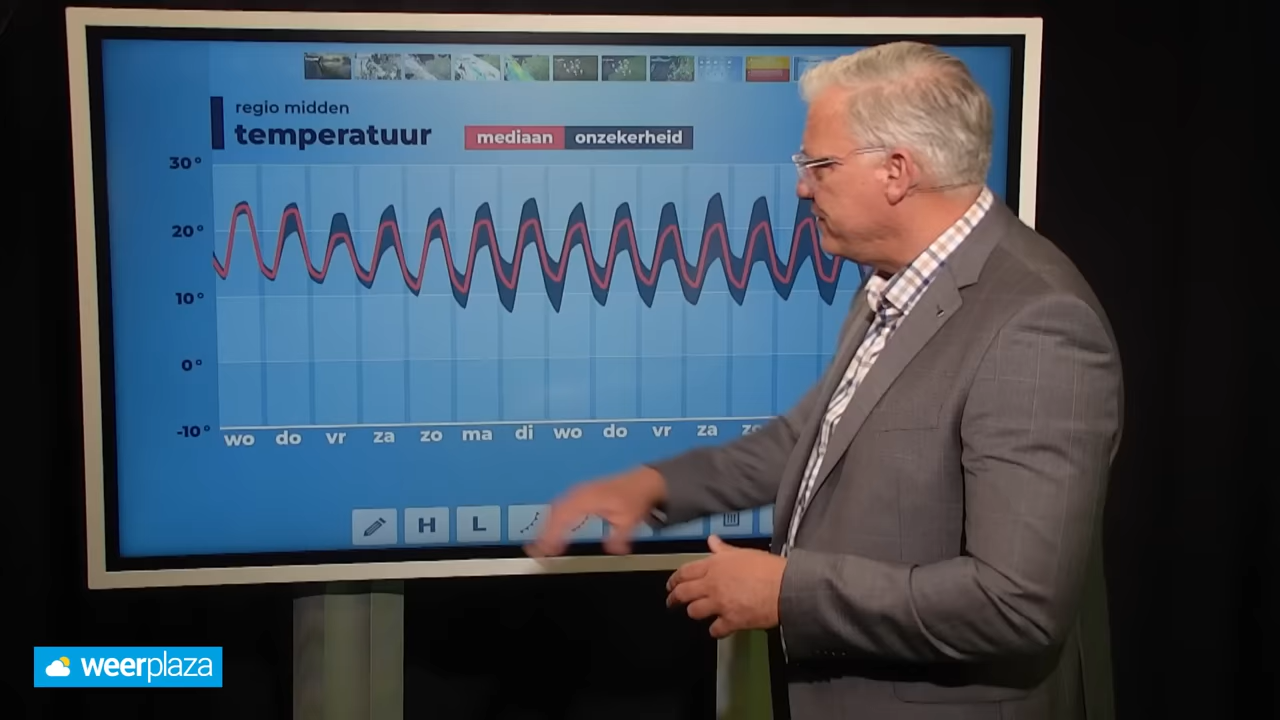 regio midden
temperatuur
mediaan onzekerheid
30°
20°
10°
0°
-10°
wo do vr za zo ma di wo do vr za
H L
weerplaza